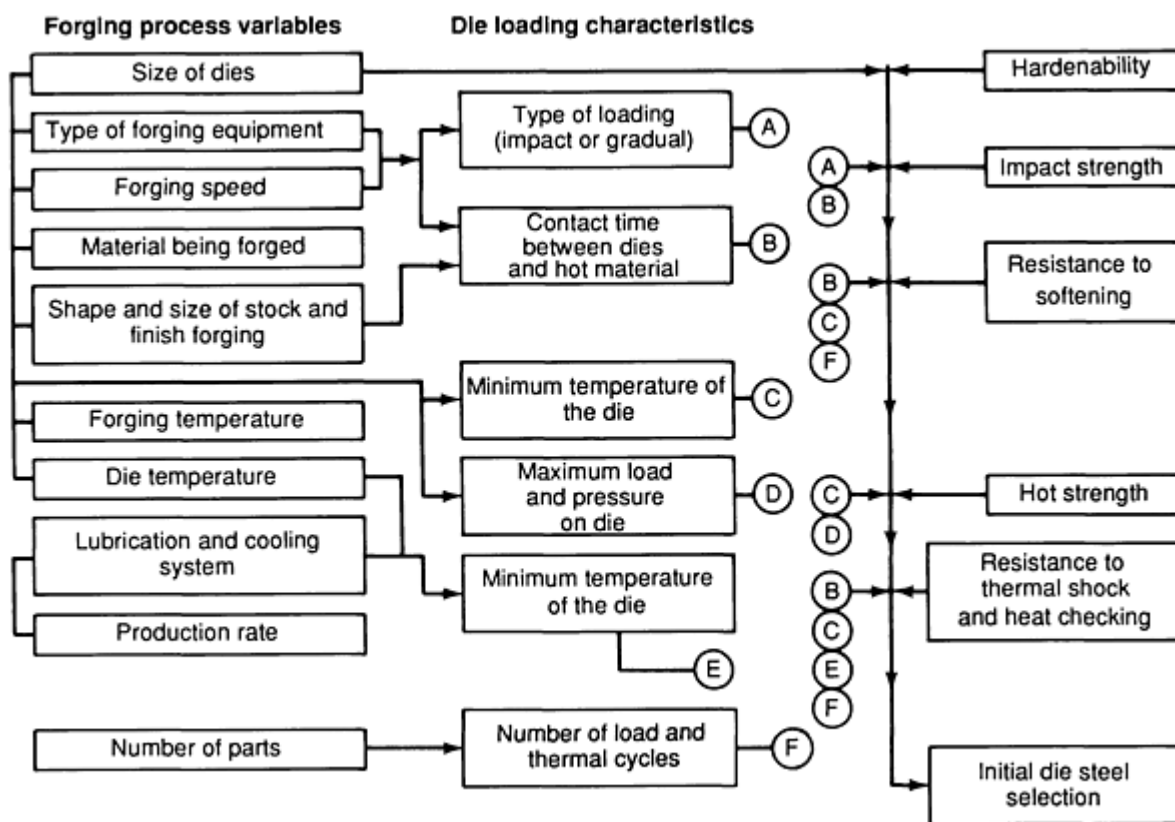 Forging process variables
Die loading characteristics
Size of dies
Hardenability
Type of forging equipment
Type of loading
(impact or gradual)
A
A
B
Impact strength
Forging speed
Material being forged
Contact time
between dies
and hot material
B
B
C
F
Resistance to
softening
Shape and size of stock and
finish forging
Minimum temperature of
the die
C
Forging temperature
Die temperature
Maximum load
and pressure
on die
D
C
D
Hot strength
Lubrication and cooling
system
Minimum temperature
of the die
E
B
C
E
F
Resistance to
thermal shock
and heat checking
Production rate
Number of parts
Number of load and
thermal cycles
F
Initial die steel
selection